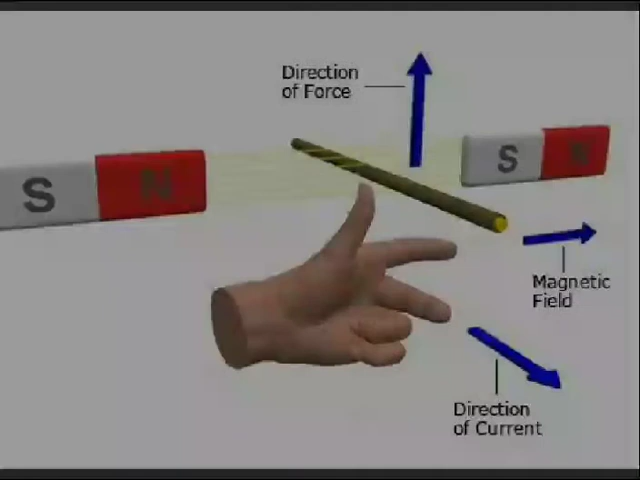 Direction
of Force
S
N
S
N
Magnetic
Field
Direction
of Current